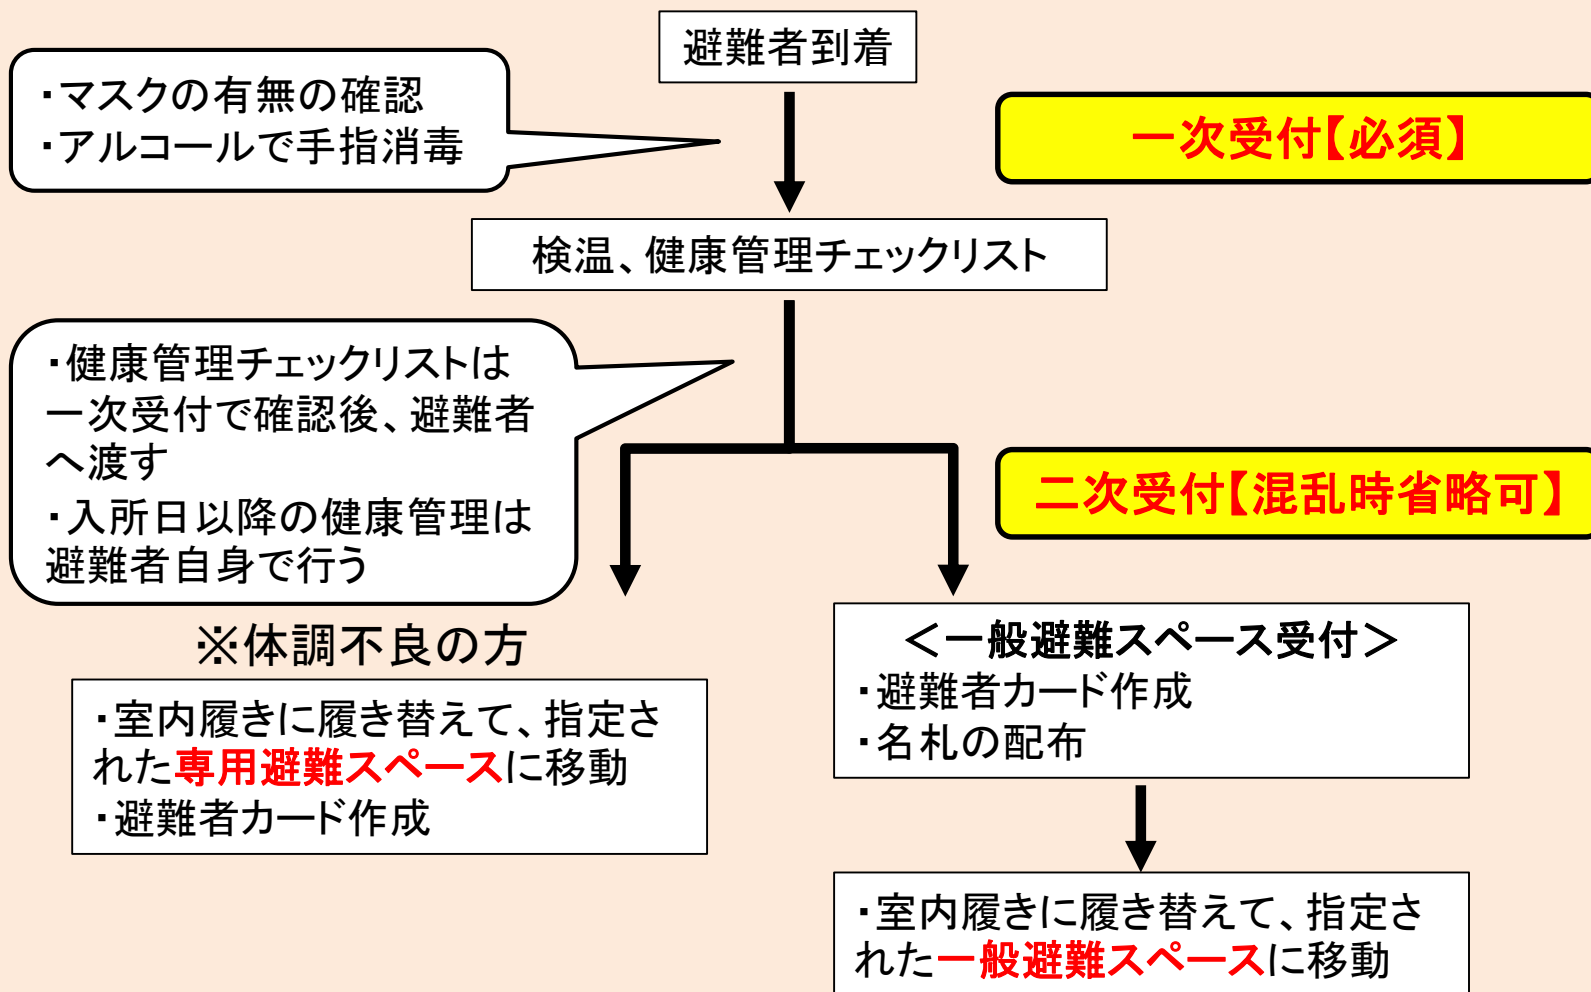 避難者到着
・マスクの有無の確認
・アルコールで手指消毒
一次受付【必須】
検温、健康管理チェックリスト
・健康管理チェックリストは
一次受付で確認後、避難者
へ渡す
・入所日以降の健康管理は
避難者自身で行う
二次受付【混乱時省略可】
※体調不良の方
・室内履きに履き替えて、指定さ
れた専用避難スペースに移動
・避難者カード作成
＜一般避難スペース受付＞
・避難者カード作成
・名札の配布
・室内履きに履き替えて、指定さ
れた一般避難スペースに移動